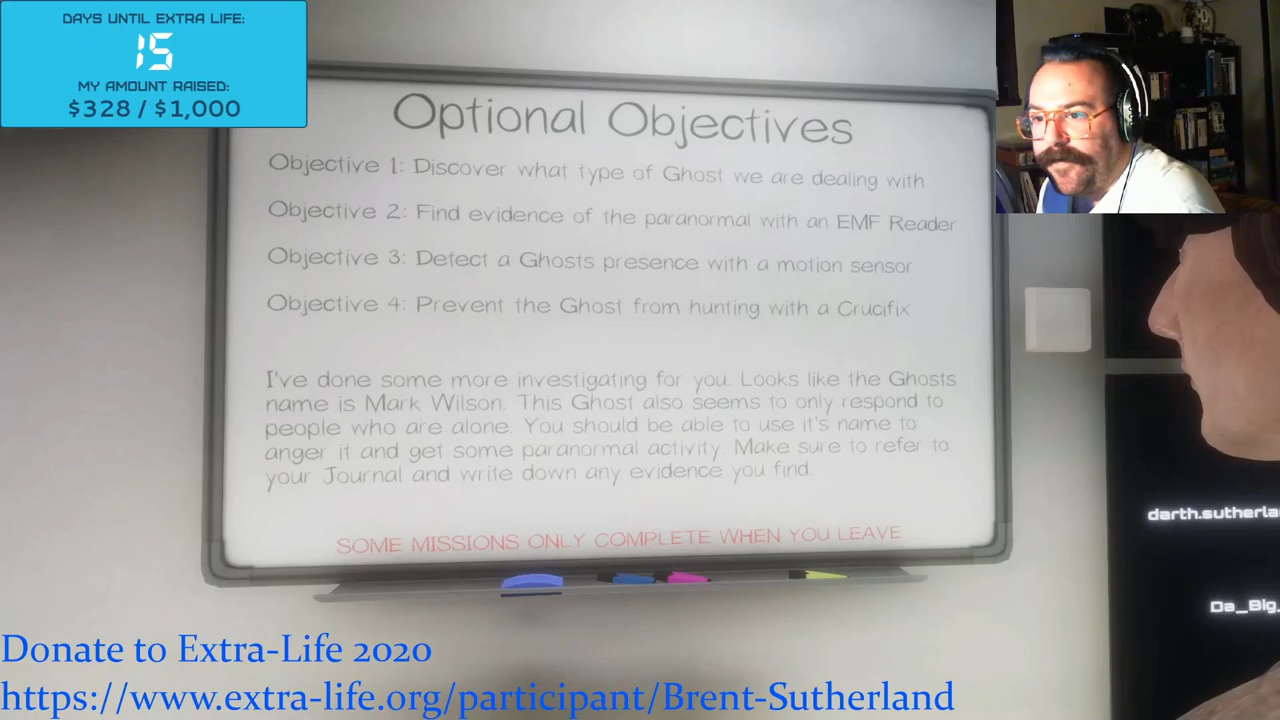 DAYS UNTIL EXTRA LIFE:
15
MY AMOUNT RAISED:
$328 / $1,000
Optional Objectives
Objective 1: Discover what type of Ghost we are dealing with
Objective 2: Find evidence of the paranormal with an EMF Reader
Objective 3: Detect a Ghosts presence with a motion sensor
Objective 4: Prevent the Ghost from hunting with a Crucifix
I've done some more investigating for you. Looks like the Ghosts
name is Mark Wilson. This Ghost also seems to only respond to
people who are alone. You should be able to use it's name to
anger it and get some paranormal activity. Make sure to refer to
your Journal and write down any evidence you find.
SOME MISSIONS ONLY COMPLETE WHEN YOU LEAVE
darth.sutherla
Da_Big_
Donate to Extra-Life 2020
https://www.extra-life.org/participant/Brent-Sutherland